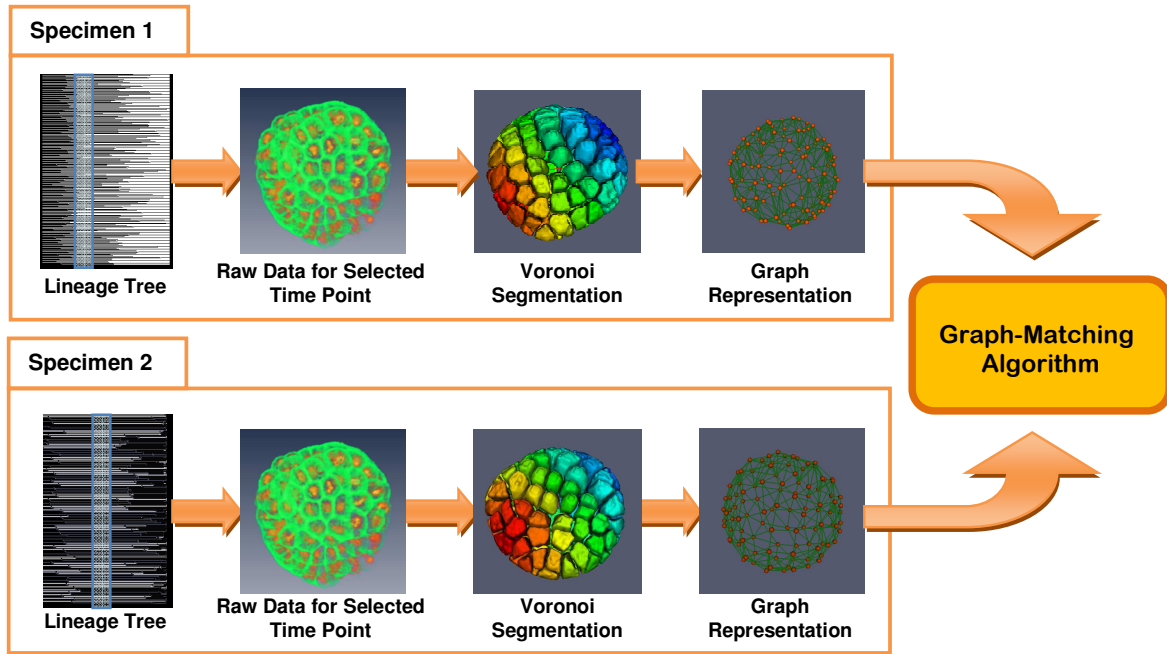 Specimen 1
Lineage Tree
Raw Data for Selected
Time Point
Voronoi
Segmentation
Graph
Representation
Specimen 2
Lineage Tree
Raw Data for Selected
Time Point
Voronoi
Segmentation
Graph
Representation
Graph-Matching
Algorithm